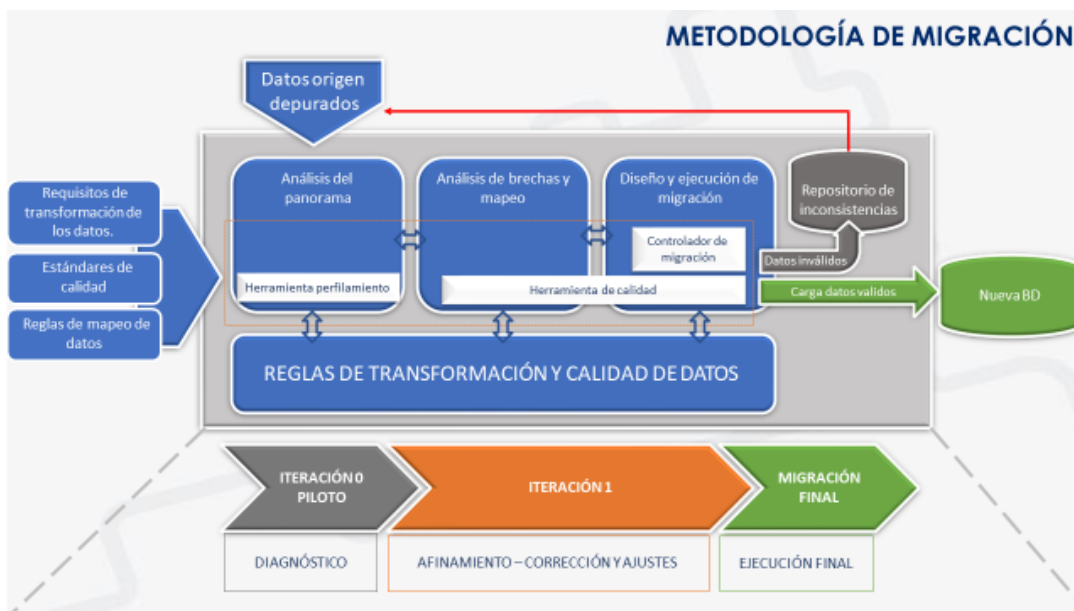 METODOLOGÍA DE MIGRACIÓN
Datos origen
depurados
Requisitos de
transformación de
los datos.
Estándares de
calidad
Reglas de mapeo de
datos
Análisis del
panorama
Análisis de brechas y
mapeo
Diseño y ejecución de
migración
Repositorio de
inconsistencias
Controlador de
migración
Datos inválidos
Herramienta perfilamiento
Herramienta de calidad
Carga datos validos
Nueva BD
REGLAS DE TRANSFORMACIÓN Y CALIDAD DE DATOS
ITERACIÓN 0
PILOTO
ITERACIÓN 1
MIGRACIÓN
FINAL
DIAGNÓSTICO
AFINAMIENTO – CORRECCIÓN Y AJUSTES
EJECUCIÓN FINAL